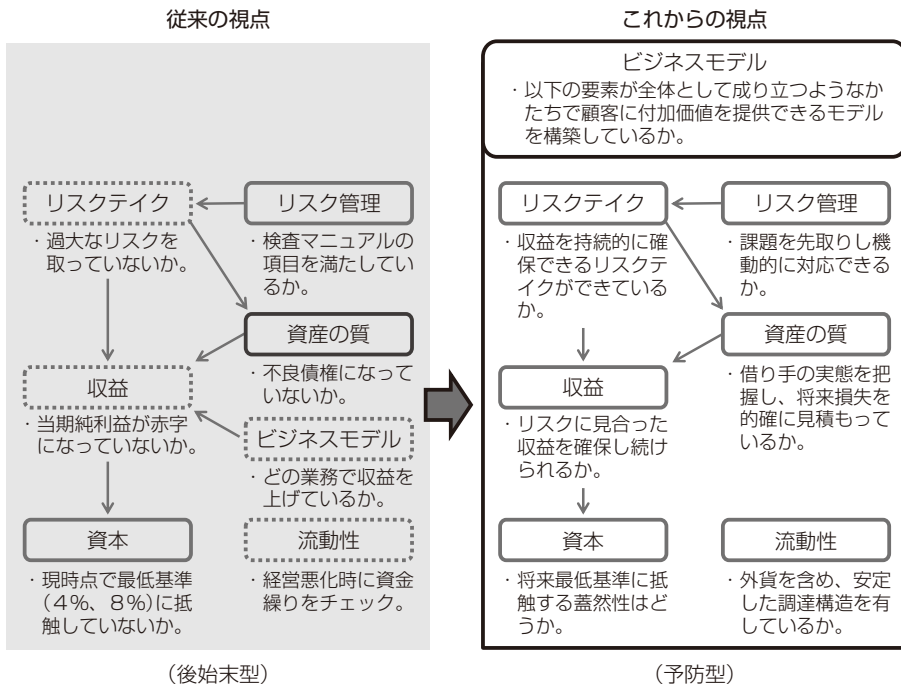 従来の視点
リスクテイク
・過大なリスクを
取っていないか。
リスク管理
・検査マニュアルの
項目を満たしてい
るか。
資産の質
・不良債権になって
いないか。
収益
・当期純利益が赤字
になっていないか。
ビジネスモデル
・どの業務で収益を
上げているか。
資本
・現時点で最低基準
(4%、8%)に抵
触していないか。
流動性
・経営悪化時に資金
繰りをチェック。
(後始末型)
これからの視点
ビジネスモデル
・以下の要素が全体として成り立つようなか
たちで顧客に付加価値を提供できるモデル
を構築しているか。
リスクテイク
・収益を持続的に確
保できるリスクテ
イクができている
か。
リスク管理
・課題を先取りし機
動的に対応できる
か。
資産の質
・借り手の実態を把
握し、将来損失を
的確に見積もって
いるか。
収益
・リスクに見合った
収益を確保し続け
られるか。
資本
・将来最低基準に抵
触する蓋然性はど
うか。
流動性
・外貨を含め、安定
した調達構造を有
しているか。
(予防型)